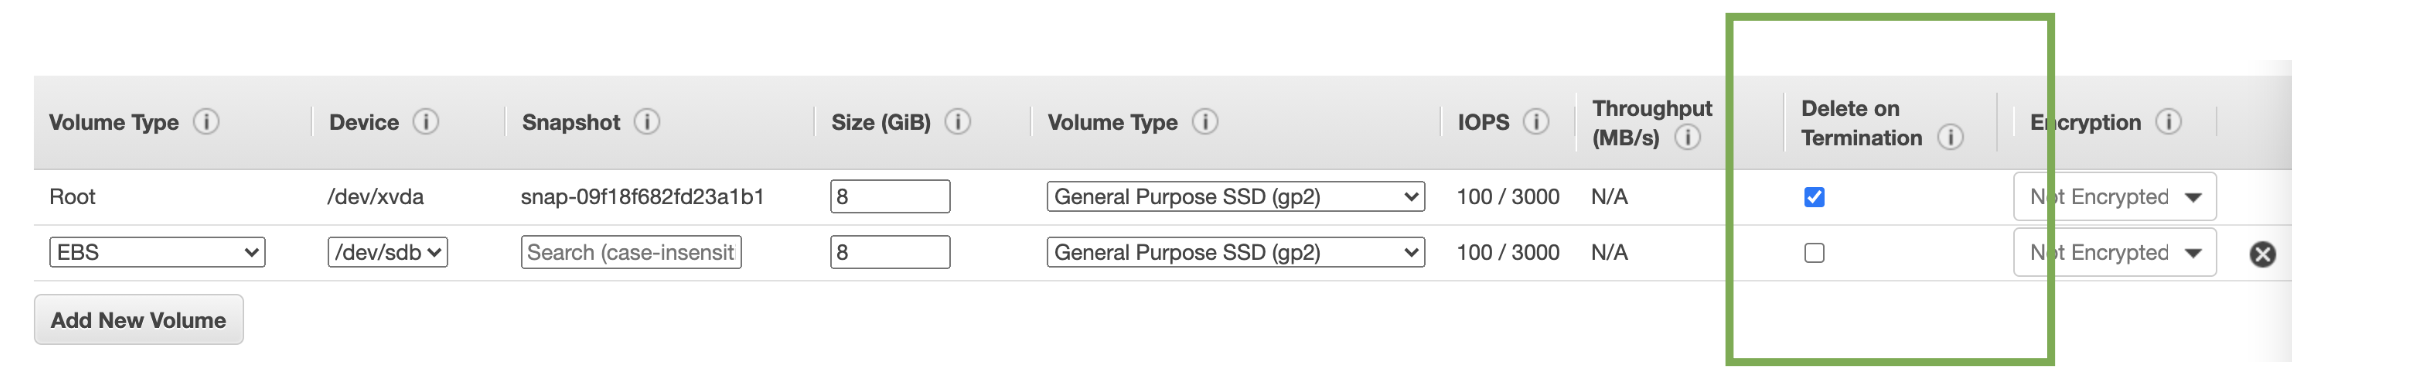 Volume Type Device Snapshot Size (GiB) Volume Type IOPS Throughput (MB/s) Delete on Termination Encryption
Root /dev/xvda snap-09f18f682fd23a1b1 8 General Purpose SSD (gp2) 100 / 3000 N/A Not Encrypted
EBS /dev/sdb Search (case-insensiti 8 General Purpose SSD (gp2) 100 / 3000 N/A Not Encrypted
Add New Volume